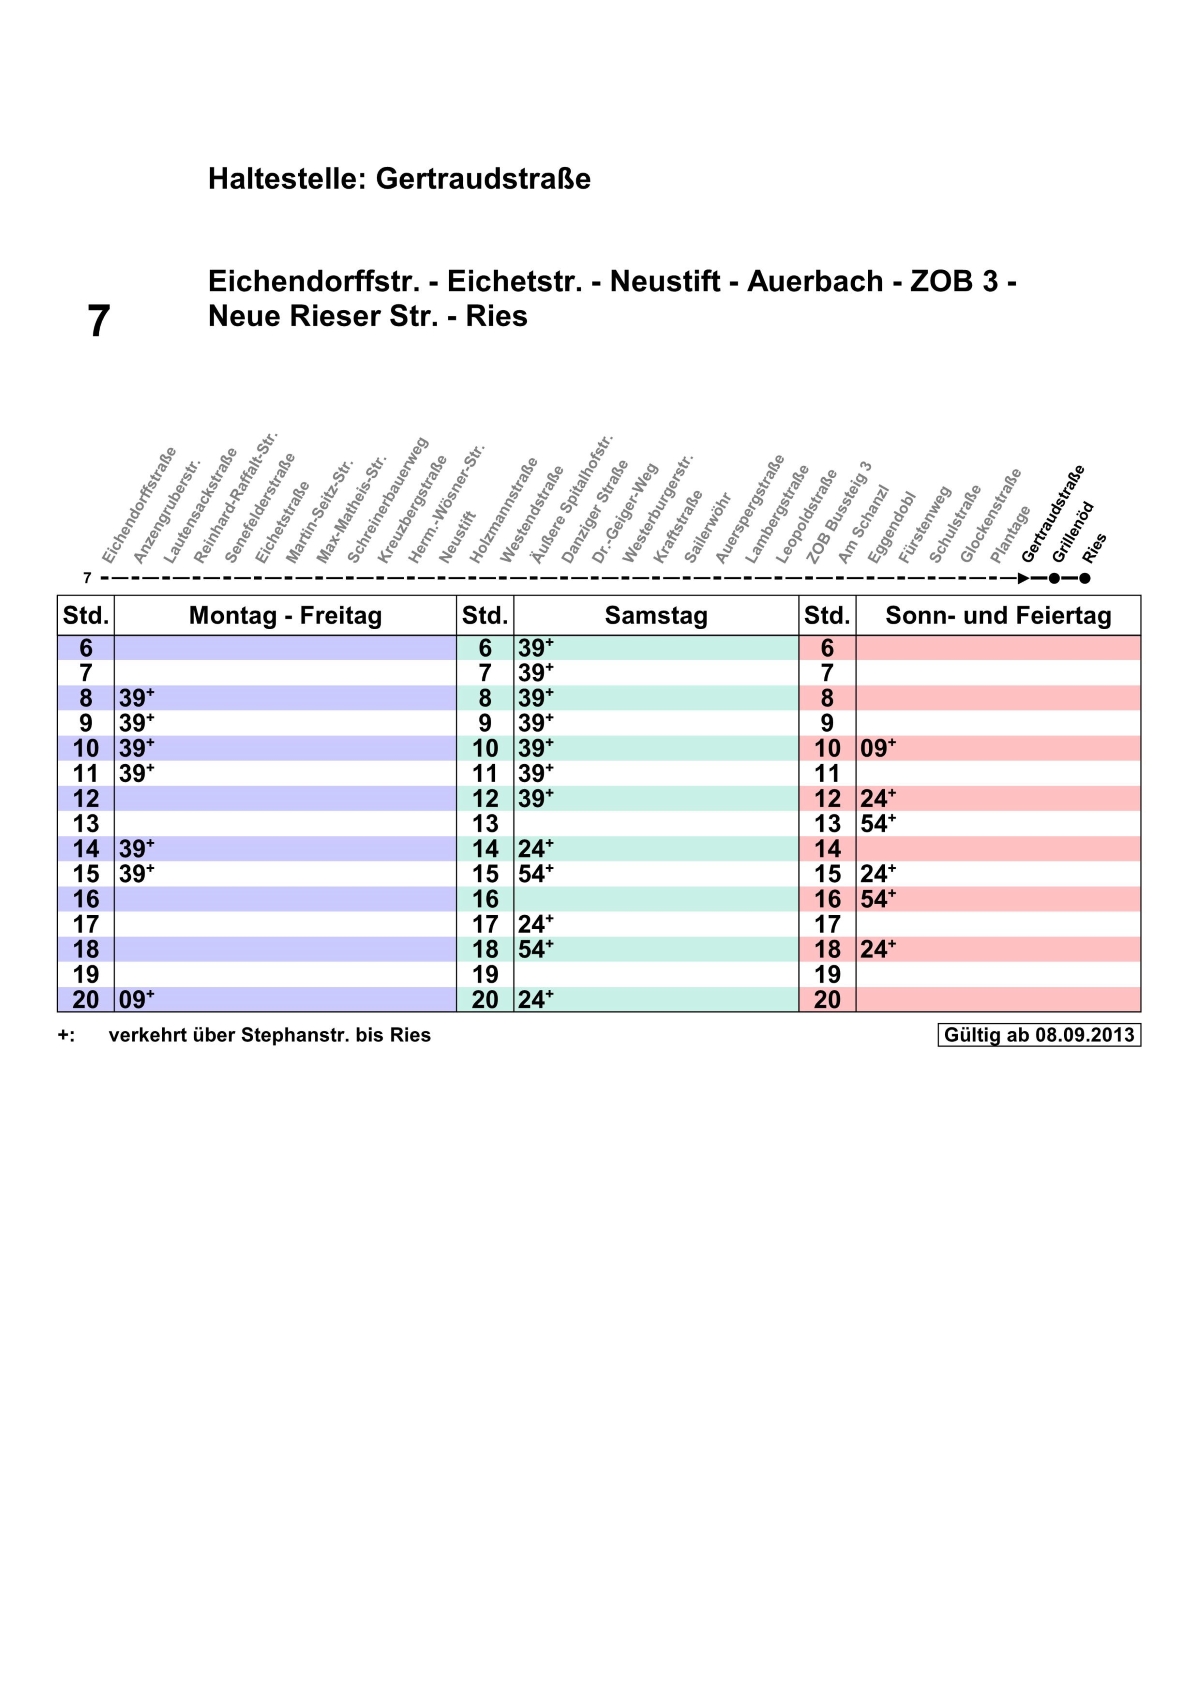 Haltestelle: Gertraudstraße
Eichendorffstr. - Eichetstr. - Neustift - Auerbach - ZOB 3 -
7
Neue Rieser Str. - Ries
Eichendorffstraße
Anzengruberstr.
Lautensackstraße
Reinhard-Raffalt-Str.
Senefelderstraße
Eichetstraße
Martin-Seitz-Str.
Max-Matheis-Str.
Schreinerbauerweg
Kreuzbergstraße
Herm.-Wösner-Str.
Neustift
Holzmannstraße
Westendstraße
Äußere Spitalhofstr.
Danziger Straße
Dr.-Geiger-Weg
Westerburgerstr.
Kraftstraße
Sailerwöhr
Auerspergstraße
Lambergstraße
Leopoldstraße
ZOB Bussteig 3
Am Schanzl
Eggendobl
Fürstenweg
Schulstraße
Glockenstraße
Plantage
Gertraudstraße
Grillenöd
Ries
7
Std. Montag - Freitag Std. Samstag Std. Sonn- und Feiertag
6 6 39+ 6
7 7 39+ 7
8 39+ 8 39+ 8
9 39+ 9 39+ 9
10 39+ 10 39+ 10 09+
11 39+ 11 39+ 11
12 12 39+ 12 24+
13 13 13 54+
14 39+ 14 24+ 14
15 39+ 15 54+ 15 24+
16 16 16 54+
17 17 24+ 17
18 18 54+ 18 24+
19 19 19
20 09+ 20 24+ 20
+: verkehrt über Stephanstr. bis Ries Gültig ab 08.09.2013